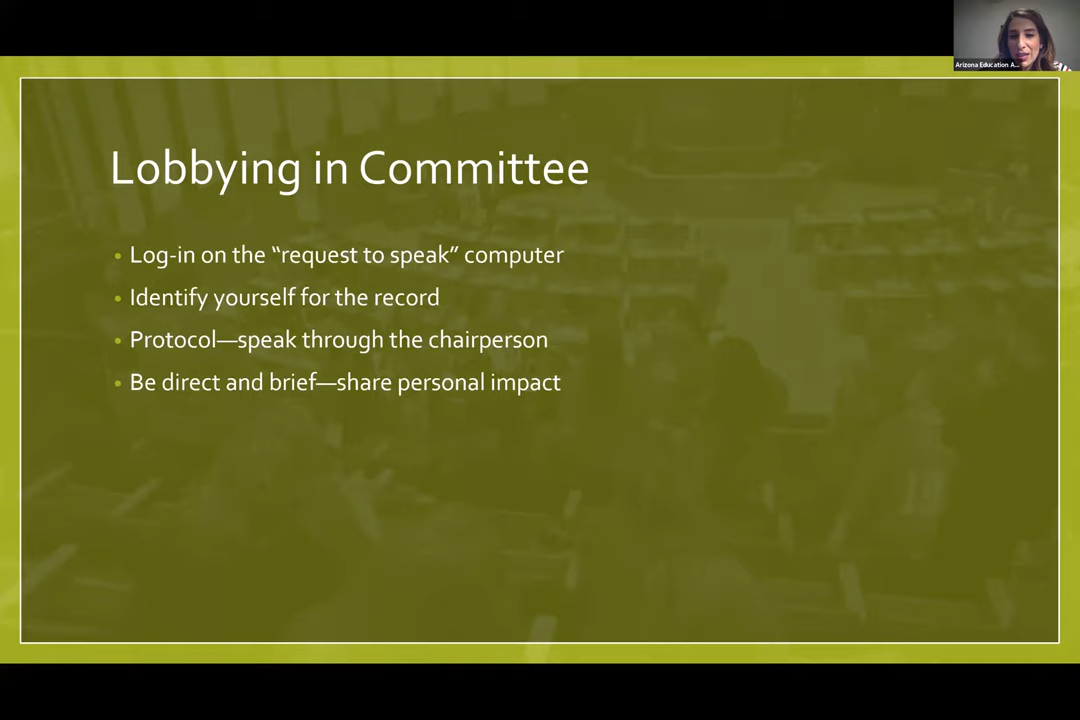 Arizona Education A...
Lobbying in Committee
• Log-in on the “request to speak” computer
• Identify yourself for the record
• Protocol—speak through the chairperson
• Be direct and brief—share personal impact